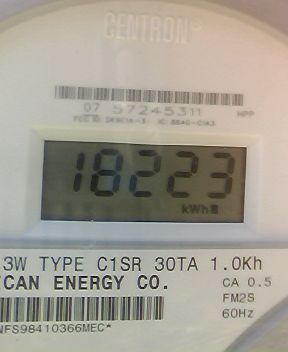 CENTRON®
07 57245311 HPP
18223
kWh
3W TYPE C1SR 30TA 1.0Kh
CAN ENERGY CO. CA 0.5
FM2S
60Hz
NFS98410366MEC*